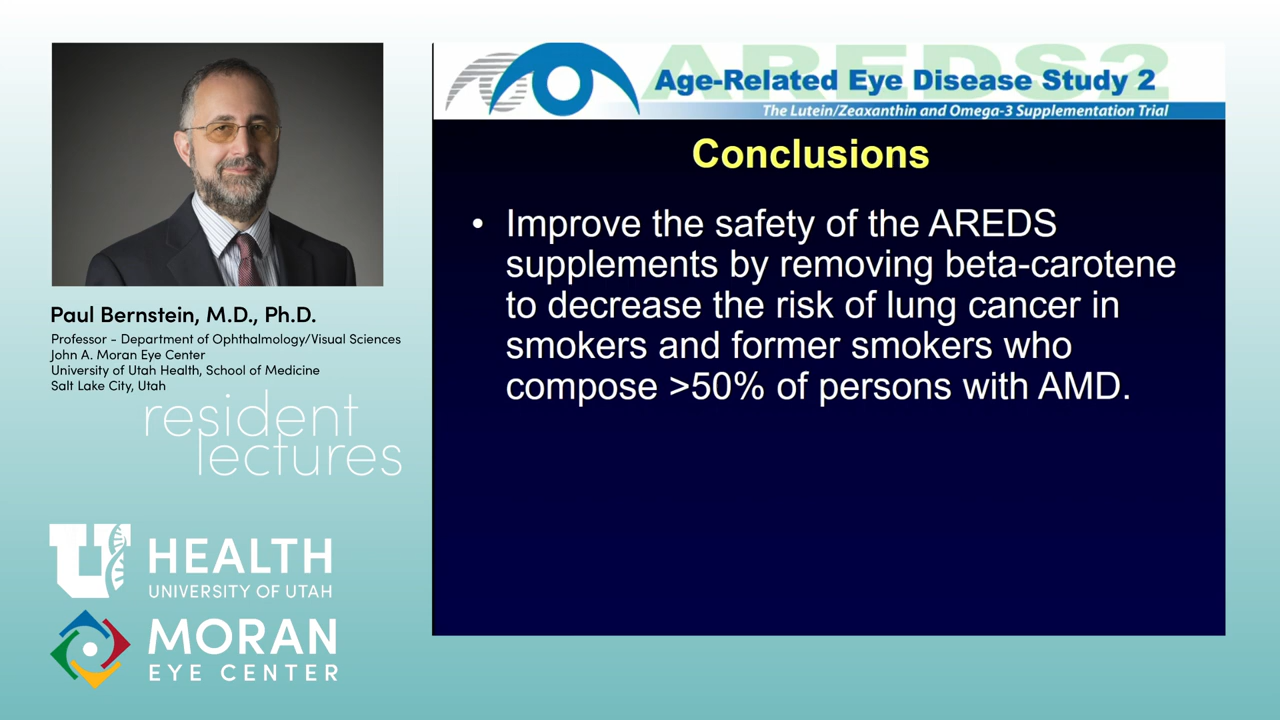 Paul Bernstein, M.D., Ph.D.
Professor - Department of Ophthalmology/Visual Sciences
John A. Moran Eye Center
University of Utah Health, School of Medicine
Salt Lake City, Utah
resident
lectures
U
HEALTH
UNIVERSITY OF UTAH
MORAN
EYE CENTER
AREDS2
Age-Related Eye Disease Study 2
The Lutein/Zeaxanthin and Omega-3 Supplementation Trial
Conclusions
• Improve the safety of the AREDS
supplements by removing beta-carotene
to decrease the risk of lung cancer in
smokers and former smokers who
compose >50% of persons with AMD.